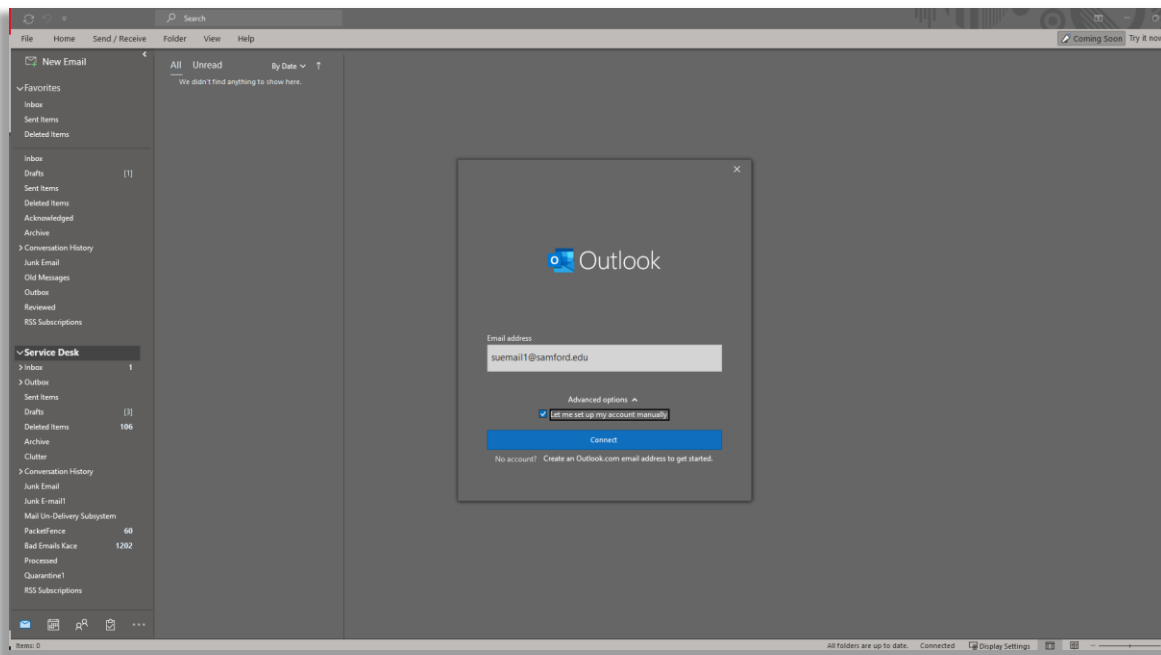 Search
File Home Send / Receive Folder View Help
Coming Soon Try it now
New Email
All Unread By Date
We didn't find anything to show here.
Favorites
Inbox
Sent Items
Deleted Items
Inbox
Drafts [1]
Sent Items
Deleted Items
Acknowledged
Archive
Conversation History
Junk Email
Old Messages
Outbox
Reviewed
RSS Subscriptions
Service Desk
Inbox 1
Outbox
Sent Items
Drafts [3]
Deleted Items 106
Archive
Clutter
Conversation History
Junk Email
Junk E-mail1
Mail Un-Delivery Subsystem
PacketFence 60
Bad Emails Kace 1202
Processed
Quarantine1
RSS Subscriptions
Outlook
Email address
suemail1@samford.edu
Advanced options
Let me set up my account manually
Connect
No account? Create an Outlook.com email address to get started.
Items: 0
All folders are up to date. Connected Display Settings